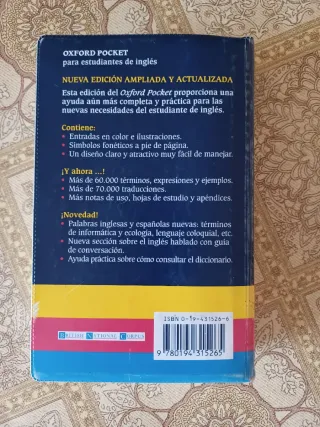 OXFORD POCKET
para estudiantes de inglés
NUEVA EDICIÓN AMPLIADA Y ACTUALIZADA
Esta edición del Oxford Pocket proporciona una
ayuda aún más completa y práctica para las
nuevas necesidades del estudiante de inglés.
Contiene:
• Entradas en color e ilustraciones.
• Símbolos fonéticos a pie de página.
• Un diseño claro y atractivo muy fácil de manejar.
¡Y ahora ...!
• Más de 60.000 términos, expresiones y ejemplos.
• Más de 70.000 traducciones.
• Más notas de uso, hojas de estudio y apéndices.
¡Novedad!
• Palabras inglesas y españolas nuevas: términos
de informática y ecología, lenguaje coloquial, etc.
• Nueva sección sobre el inglés hablado con guía
de conversación.
• Ayuda práctica sobre cómo consultar el diccionario.
ISBN 0-19-431526-6
9 780194 315265
BRITISH NATIONAL CORPUS